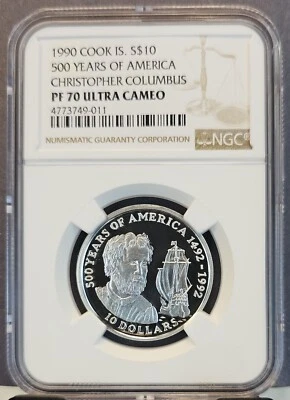 1990 COOK IS. S$10
500 YEARS OF AMERICA
CHRISTOPHER COLUMBUS
PF 70 ULTRA CAMEO
4773749-011
NUMISMATIC GUARANTY CORPORATION
NGC
500 YEARS OF AMERICA 1492-1992
10 DOLLARS